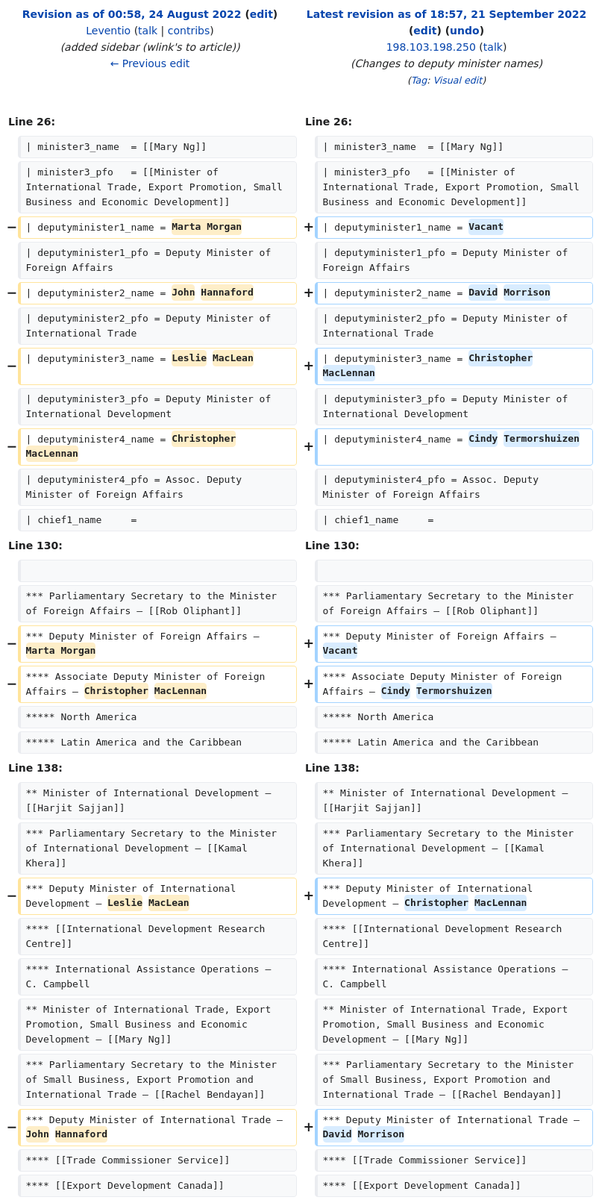 Revision as of 00:58, 24 August 2022 (edit)
Leventio (talk | contribs)
(added sidebar (wlink's to article))
← Previous edit
Latest revision as of 18:57, 21 September 2022
(edit) (undo)
198.103.198.250 (talk)
(Changes to deputy minister names)
(Tag: Visual edit)
Line 26:
Line 26:
| minister3_name  = [[Mary Ng]]
| minister3_name  = [[Mary Ng]]
| minister3_pfo   = [[Minister of
International Trade, Export Promotion, Small
Business and Economic Development]]
| minister3_pfo   = [[Minister of
International Trade, Export Promotion, Small
Business and Economic Development]]
− | deputyminister1_name = Marta Morgan
+ | deputyminister1_name = Vacant
| deputyminister1_pfo = Deputy Minister of
Foreign Affairs
| deputyminister1_pfo = Deputy Minister of
Foreign Affairs
− | deputyminister2_name = John Hannaford
+ | deputyminister2_name = David Morrison
| deputyminister2_pfo = Deputy Minister of
International Trade
| deputyminister2_pfo = Deputy Minister of
International Trade
− | deputyminister3_name = Leslie MacLean
+ | deputyminister3_name = Christopher
MacLennan
| deputyminister3_pfo = Deputy Minister of
International Development
| deputyminister3_pfo = Deputy Minister of
International Development
− | deputyminister4_name = Christopher
MacLennan
+ | deputyminister4_name = Cindy Termorshuizen
| deputyminister4_pfo = Assoc. Deputy
Minister of Foreign Affairs
| deputyminister4_pfo = Assoc. Deputy
Minister of Foreign Affairs
| chief1_name     =
| chief1_name     =
Line 130:
Line 130:
*** Parliamentary Secretary to the Minister
of Foreign Affairs – [[Rob Oliphant]]
*** Parliamentary Secretary to the Minister
of Foreign Affairs – [[Rob Oliphant]]
− *** Deputy Minister of Foreign Affairs –
Marta Morgan
+ *** Deputy Minister of Foreign Affairs –
Vacant
− **** Associate Deputy Minister of Foreign
Affairs – Christopher MacLennan
+ **** Associate Deputy Minister of Foreign
Affairs – Cindy Termorshuizen
***** North America
***** North America
***** Latin America and the Caribbean
***** Latin America and the Caribbean
Line 138:
Line 138:
** Minister of International Development –
[[Harjit Sajjan]]
** Minister of International Development –
[[Harjit Sajjan]]
*** Parliamentary Secretary to the Minister
of International Development – [[Kamal
Khera]]
*** Parliamentary Secretary to the Minister
of International Development – [[Kamal
Khera]]
− *** Deputy Minister of International
Development – Leslie MacLean
+ *** Deputy Minister of International
Development – Christopher MacLennan
**** [[International Development Research
Centre]]
**** [[International Development Research
Centre]]
**** International Assistance Operations –
C. Campbell
**** International Assistance Operations –
C. Campbell
** Minister of International Trade, Export
Promotion, Small Business and Economic
Development – [[Mary Ng]]
** Minister of International Trade, Export
Promotion, Small Business and Economic
Development – [[Mary Ng]]
*** Parliamentary Secretary to the Minister
of Small Business, Export Promotion and
International Trade – [[Rachel Bendayan]]
*** Parliamentary Secretary to the Minister
of Small Business, Export Promotion and
International Trade – [[Rachel Bendayan]]
− *** Deputy Minister of International Trade –
John Hannaford
+ *** Deputy Minister of International Trade –
David Morrison
**** [[Trade Commissioner Service]]
**** [[Trade Commissioner Service]]
**** [[Export Development Canada]]
**** [[Export Development Canada]]